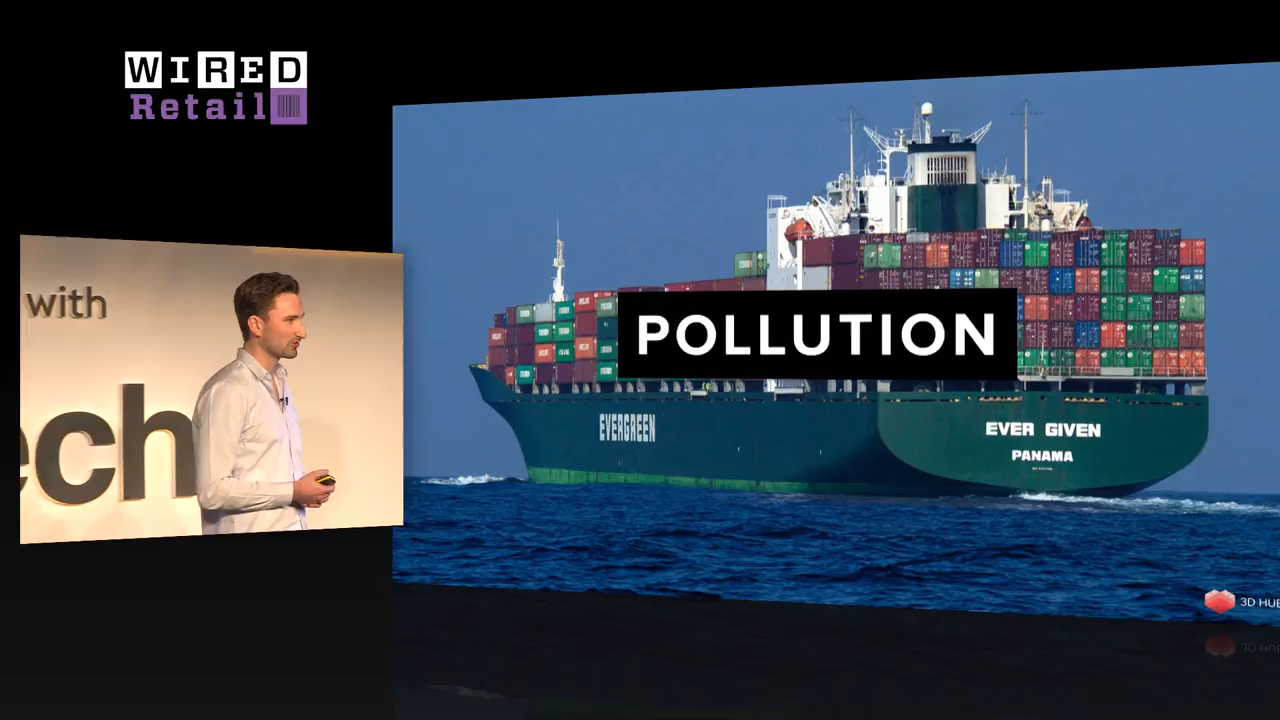 WIRED
Retail
with
ech
POLLUTION
EVERGREEN
EVER GIVEN
PANAMA
3D HUB